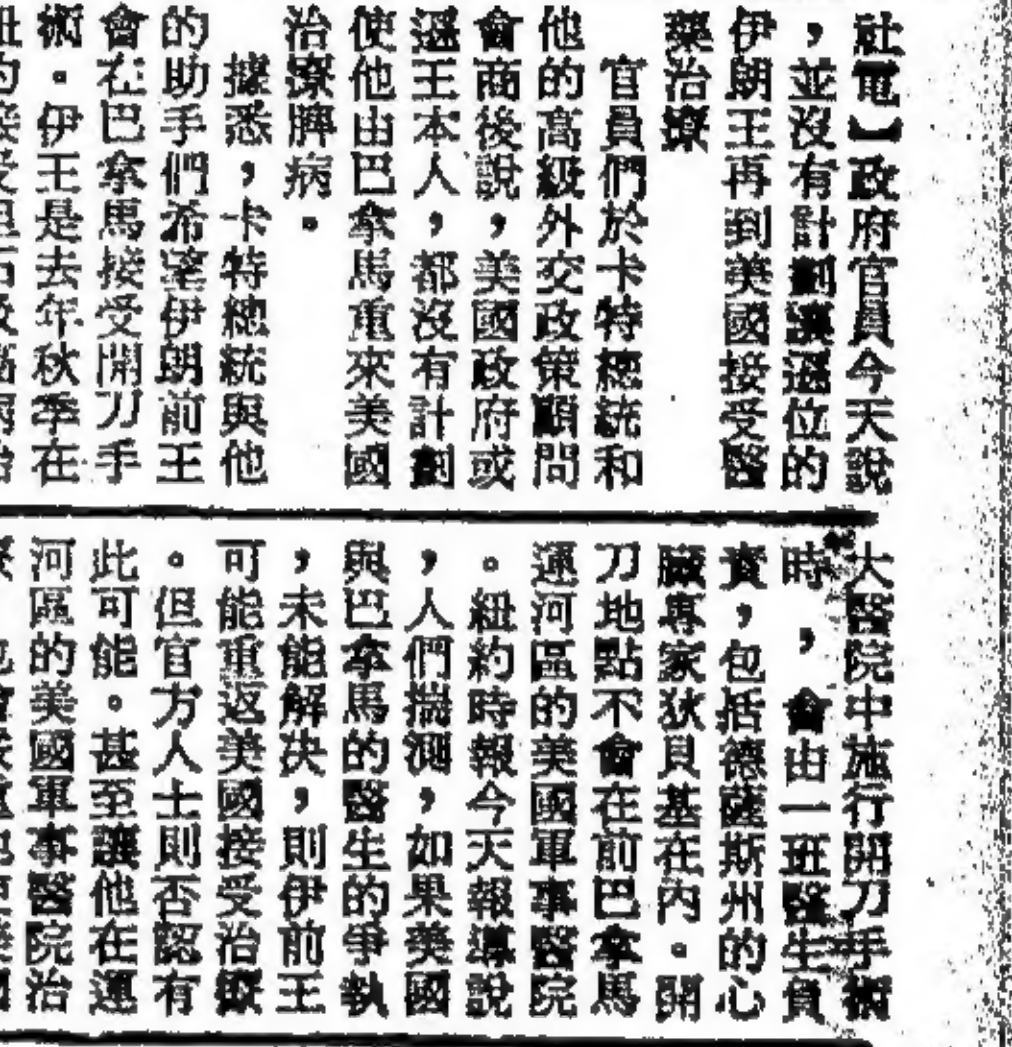 社電】政府官員今天說
，並沒有計劃讓遜位的
伊朗王再到美國接受醫
藥治療
官員們於卡特總統和
他的高級外交政策顧問
會商後說，美國政府或
遜王本人，都沒有計劃
使他由巴拿馬重來美國
治療脾病。
據悉，卡特總統與他
的助手們希望伊朗前王
會在巴拿馬接受開刀手
術。伊王是去年秋季在
大醫院中施行開刀手術
時，會由一班醫生負
責，包括德薩斯州的心
臟專家狄貝基在內。開
刀地點不會在前巴拿馬
運河區的美國軍事醫院
。紐約時報今天報導說
，人們揣測，如果美國
與巴拿馬的醫生的爭執
，未能解決，則伊前王
可能重返美國接受治療
。但官方人士則否認有
此可能。甚至讓他在運
河區的美國軍事醫院治